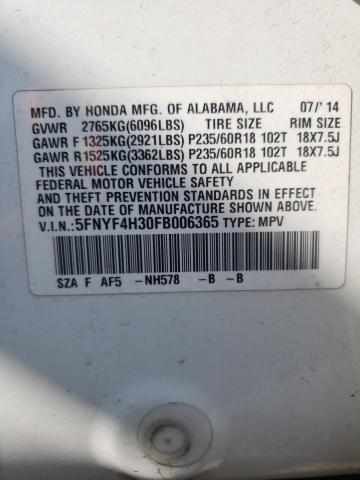 MFD. BY HONDA MFG. OF ALABAMA, LLC 07/'14
GVWR 2765KG(6096LBS) TIRE SIZE RIM SIZE
GAWR F 1325KG(2921LBS) P235/60R18 102T 18X7.5J
GAWR R1525KG(3362LBS) P235/60R18 102T 18X7.5J
THIS VEHICLE CONFORMS TO ALL APPLICABLE
FEDERAL MOTOR VEHICLE SAFETY
AND THEFT PREVENTION STANDARDS IN EFFECT
ON THE DATE OF MANUFACTURE SHOWN ABOVE.
V.I.N.:5FNYF4H30FB006365 TYPE: MPV
SZA F AF5 -NH578 -B -B